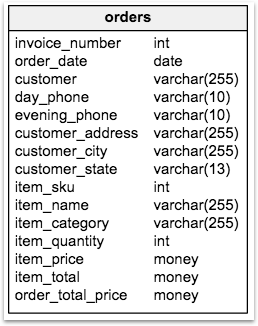 orders
invoice_number int
order_date date
customer varchar(255)
day_phone varchar(10)
evening_phone varchar(10)
customer_address varchar(255)
customer_city varchar(255)
customer_state varchar(13)
item_sku int
item_name varchar(255)
item_category varchar(255)
item_quantity int
item_price money
item_total money
order_total_price money